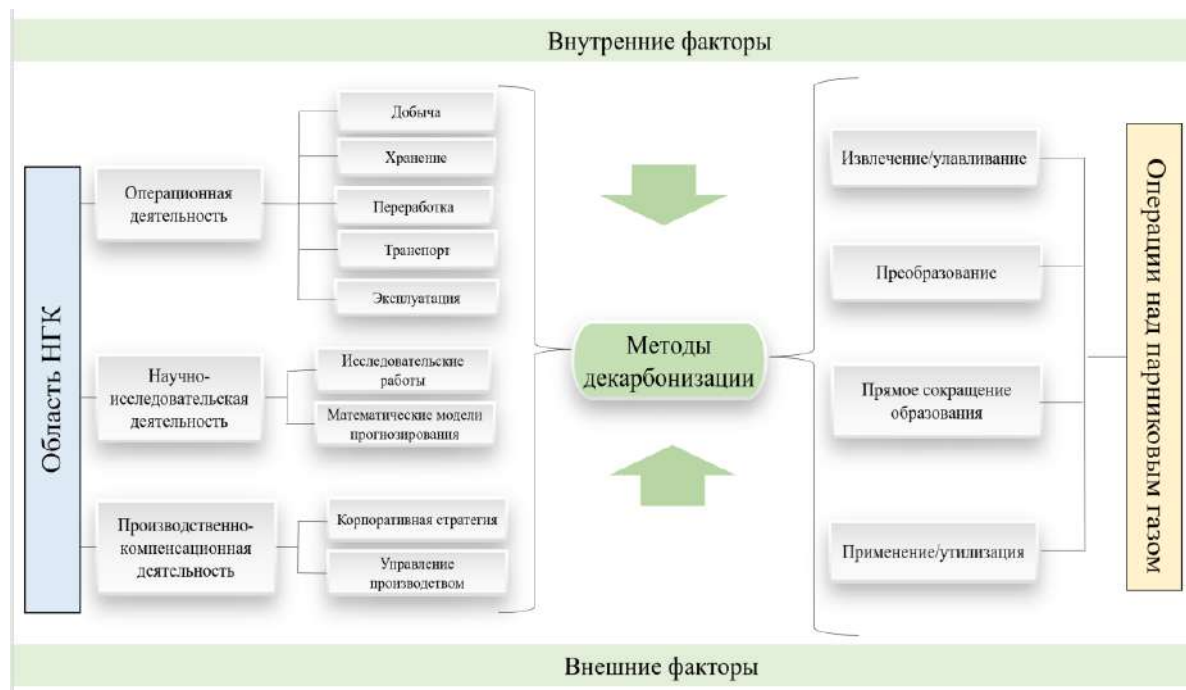 Внутренние факторы
Область НГК
Операционная
деятельность
Добыча
Хранение
Переработка
Транспорт
Эксплуатация
Научно-
исследовательская
деятельность
Исследовательские
работы
Математические модели
прогнозирования
Производственно-
компенсационная
деятельность
Корпоративная стратегия
Управление
производством
Методы
декарбонизации
Извлечение/улавливание
Преобразование
Прямое сокращение
образования
Применение/утилизация
Операции над парниковым газом
Внешние факторы